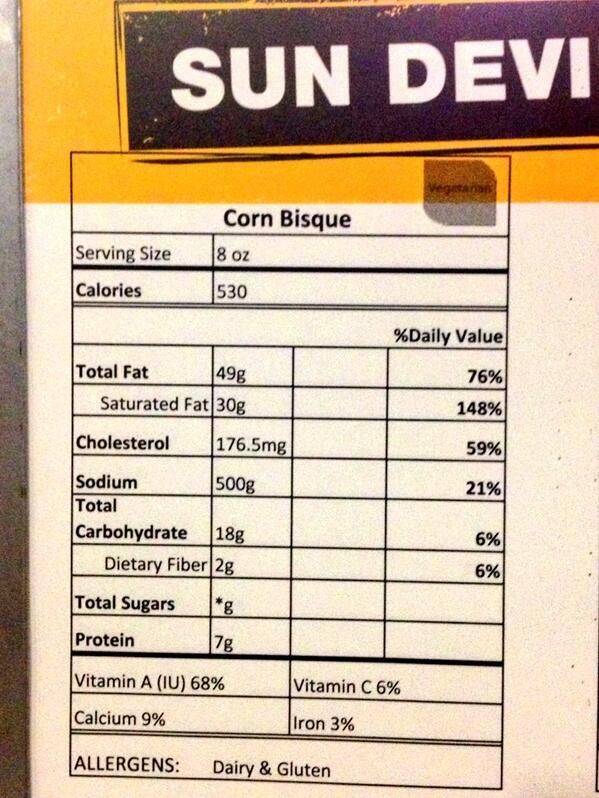 SUN DEVI
Vegetarian
Corn Bisque
Serving Size 8 oz
Calories 530
%Daily Value
Total Fat 49g 76%
Saturated Fat 30g 148%
Cholesterol 176.5mg 59%
Sodium 500g 21%
Total
Carbohydrate 18g 6%
Dietary Fiber 2g 6%
Total Sugars *g
Protein 7g
Vitamin A (IU) 68% Vitamin C 6%
Calcium 9% Iron 3%
ALLERGENS: Dairy & Gluten